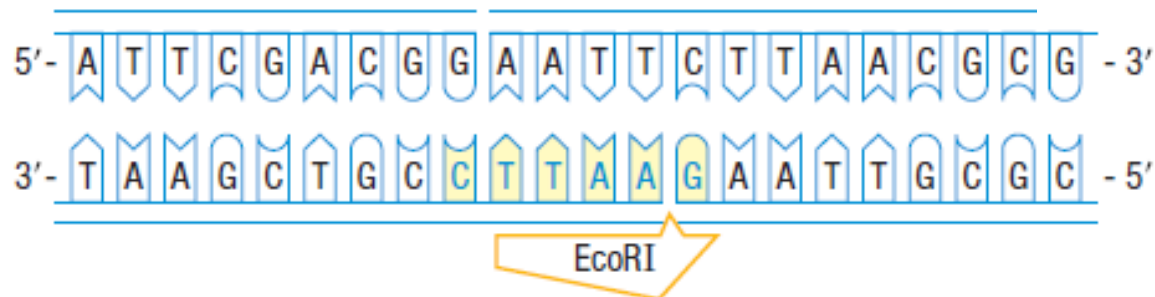 5′- A T T C G A C G G A A T T C T T A A C G C G - 3′
3′- T A A G C T G C C T T A A G A A T T G C G C - 5′
EcoRI